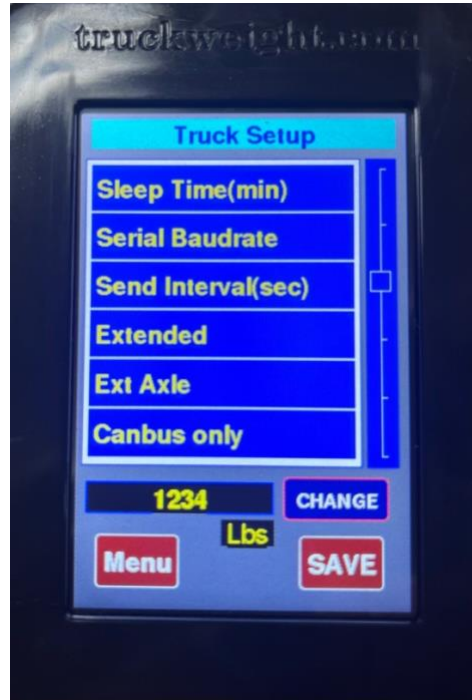 truckweight.com
Truck Setup
Sleep Time(min)
Serial Baudrate
Send Interval(sec)
Extended
Ext Axle
Canbus only
1234 CHANGE
Lbs
Menu SAVE